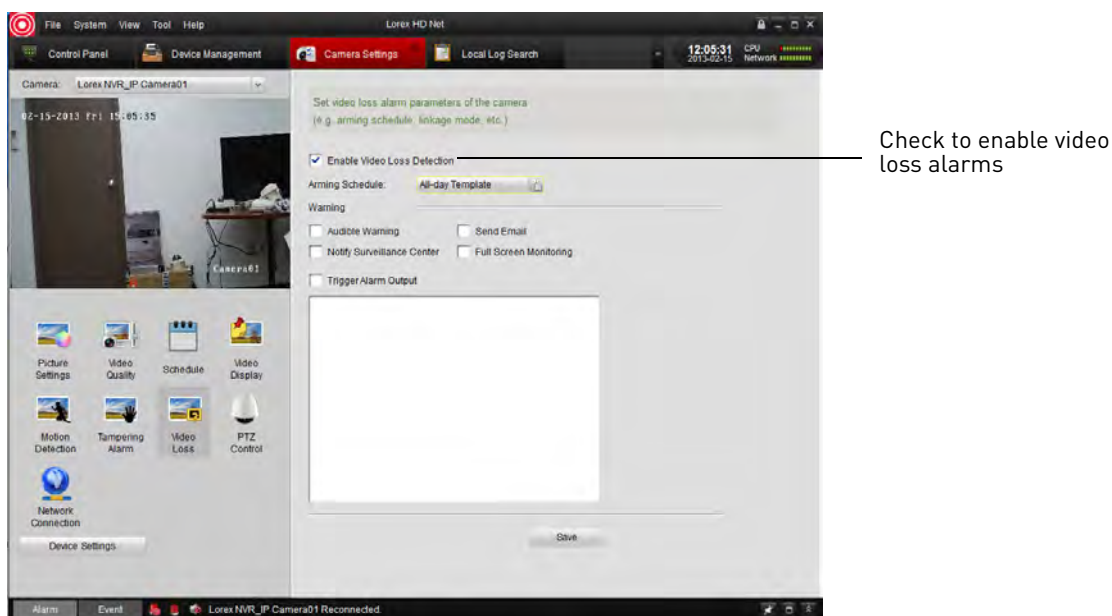 File System View Tool Help Lorex HD Net
Control Panel Device Management Camera Settings Local Log Search 12:05:31 2013-02-15 CPU Network
Camera: Lorex NVR_IP Camera01
02-15-2013 Fri 15:05:35
Camera01
Picture Settings
Video Quality
Schedule
Video Display
Motion Detection
Tampering Alarm
Video Loss
PTZ Control
Network Connection
Device Settings
Set video loss alarm parameters of the camera
(e.g. arming schedule, linkage mode, etc.)
Enable Video Loss Detection
Arming Schedule: All-day Template
Warning
Audible Warning Send Email
Notify Surveillance Center Full Screen Monitoring
Trigger Alarm Output
Save
Check to enable video
loss alarms
Alarm Event Lorex NVR_IP Camera01 Reconnected